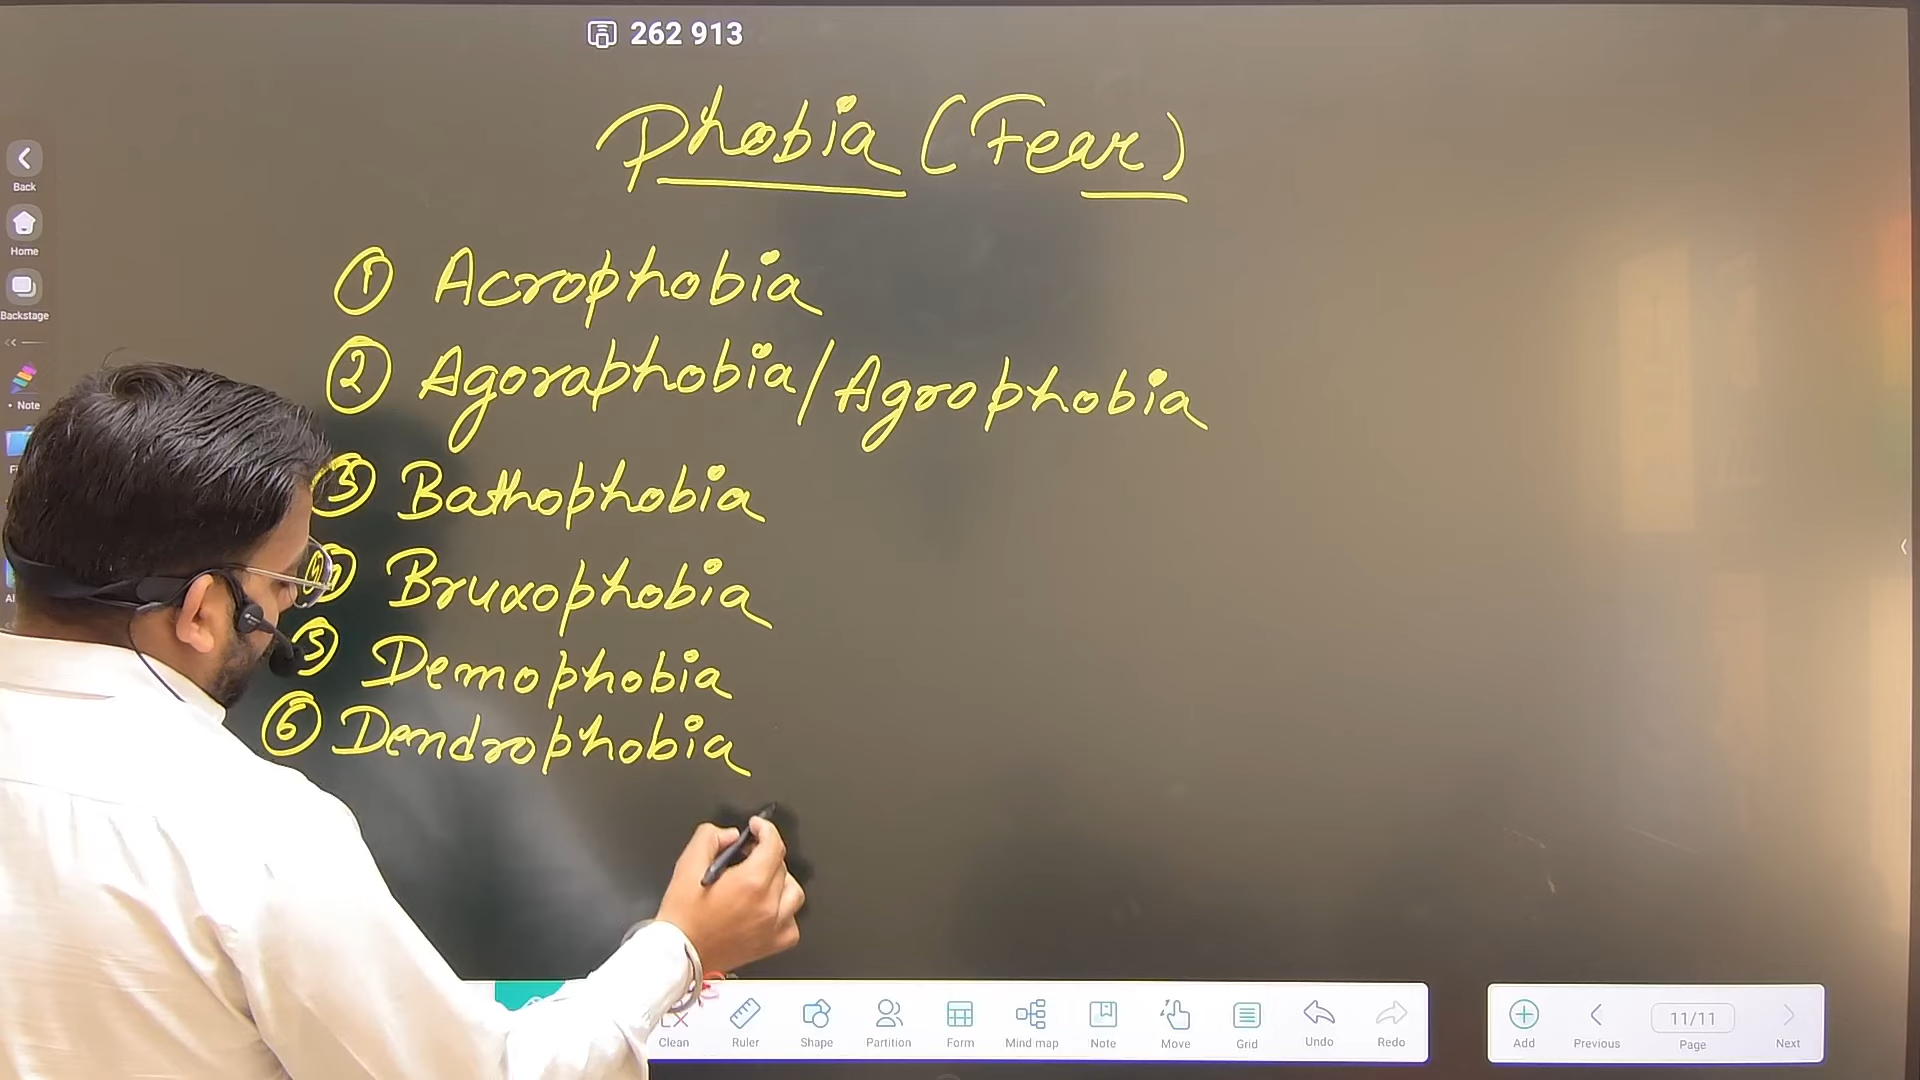 262 913
Phobia (Fear)
① Acrophobia
② Agoraphobia/Agrophobia
③ Bathophobia
④ Bruxophobia
⑤ Demophobia
⑥ Dendrophobia
Back
Home
Backstage
Note
Clean
Ruler
Shape
Partition
Form
Mind map
Note
Move
Grid
Undo
Redo
Add
Previous
11/11
Page
Next